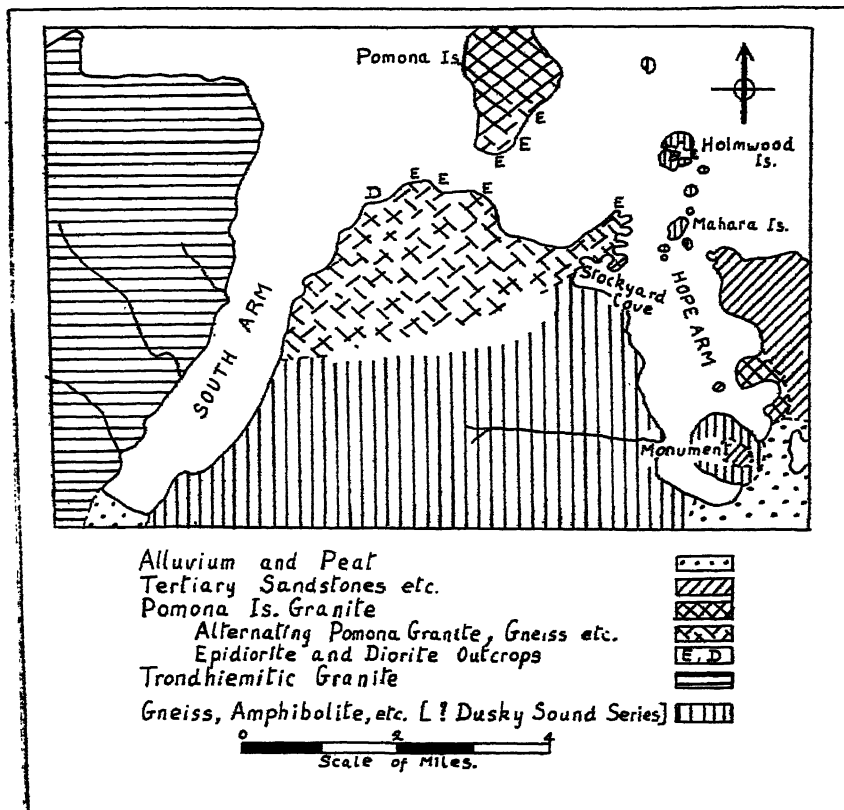 Pomona Is.
E
E
E
Holmwood
Is.
E
E
E
D
E
Mahara Is.
Stockyard
Cove
HOPE ARM
SOUTH ARM
Monument
Alluvium and Peat
Tertiary Sandstones etc.
Pomona Is. Granite
Alternating Pomona Granite, Gneiss etc.
Epidiorite and Diorite Outcrops
E, D
Trondhiemitic Granite
Gneiss, Amphibolite, etc. [? Dusky Sound Series]
0 2 4
Scale of Miles.